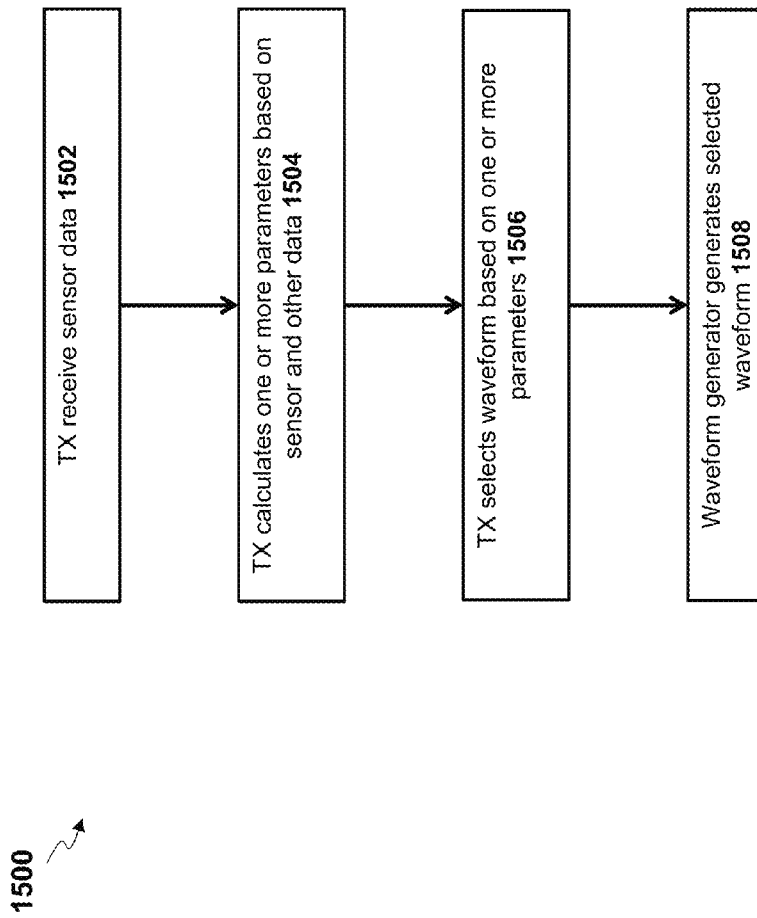 1500
TX receive sensor data 1502
TX calculates one or more parameters based on
sensor and other data 1504
TX selects waveform based on one or more
parameters 1506
Waveform generator generates selected
waveform 1508